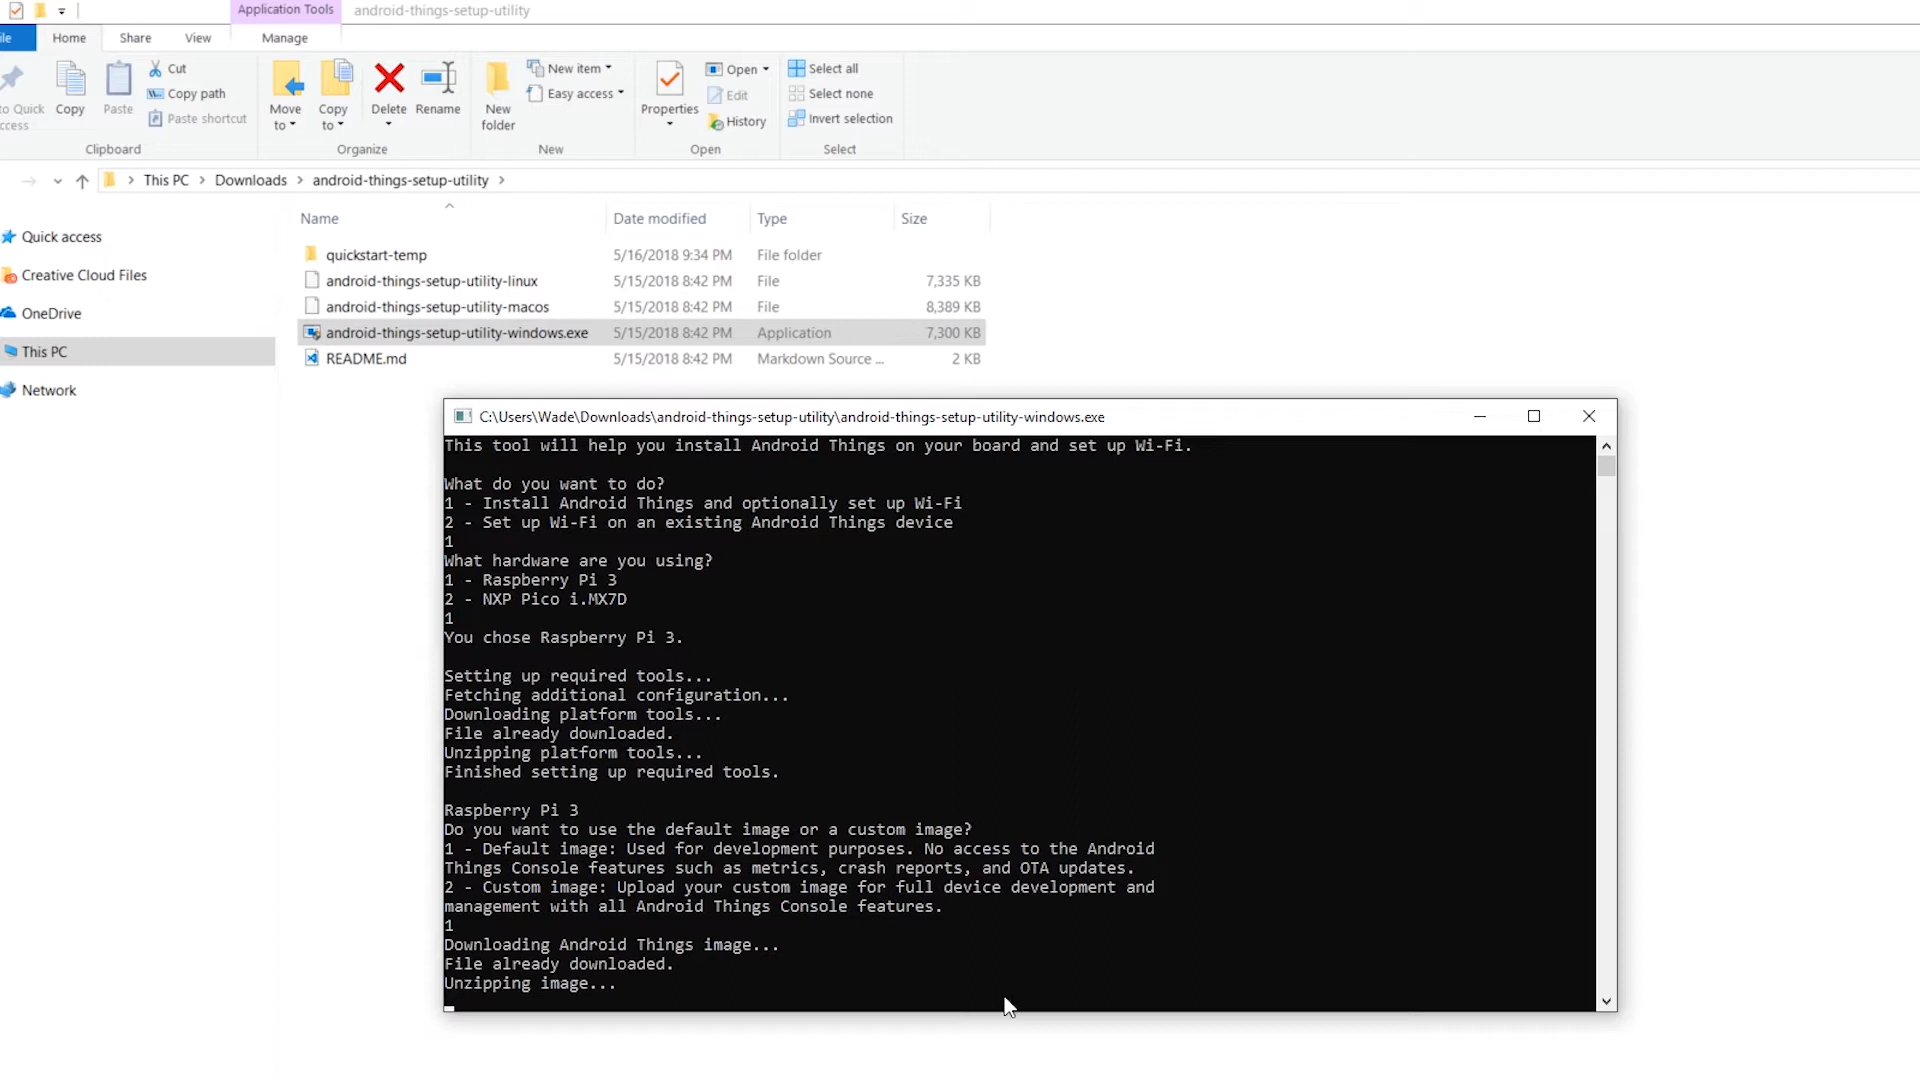 Application Tools android-things-setup-utility
ile Home Share View Manage
to Quick
ccess
Copy
Paste
Cut
Copy path
Paste shortcut
Move
to
Copy
to
Delete
Rename
New
folder
New item
Easy access
Properties
Open
Edit
History
Select all
Select none
Invert selection
Clipboard Organize New Open Select
This PC > Downloads > android-things-setup-utility >
Quick access
Creative Cloud Files
OneDrive
This PC
Network
Name Date modified Type Size
quickstart-temp 5/16/2018 9:34 PM File folder
android-things-setup-utility-linux 5/15/2018 8:42 PM File 7,335 KB
android-things-setup-utility-macos 5/15/2018 8:42 PM File 8,389 KB
android-things-setup-utility-windows.exe 5/15/2018 8:42 PM Application 7,300 KB
README.md 5/15/2018 8:42 PM Markdown Source ... 2 KB
C:\Users\Wade\Downloads\android-things-setup-utility\android-things-setup-utility-windows.exe
This tool will help you install Android Things on your board and set up Wi-Fi.
What do you want to do?
1 - Install Android Things and optionally set up Wi-Fi
2 - Set up Wi-Fi on an existing Android Things device
1
What hardware are you using?
1 - Raspberry Pi 3
2 - NXP Pico i.MX7D
1
You chose Raspberry Pi 3.
Setting up required tools...
Fetching additional configuration...
Downloading platform tools...
File already downloaded.
Unzipping platform tools...
Finished setting up required tools.
Raspberry Pi 3
Do you want to use the default image or a custom image?
1 - Default image: Used for development purposes. No access to the Android
Things Console features such as metrics, crash reports, and OTA updates.
2 - Custom image: Upload your custom image for full device development and
management with all Android Things Console features.
1
Downloading Android Things image...
File already downloaded.
Unzipping image...